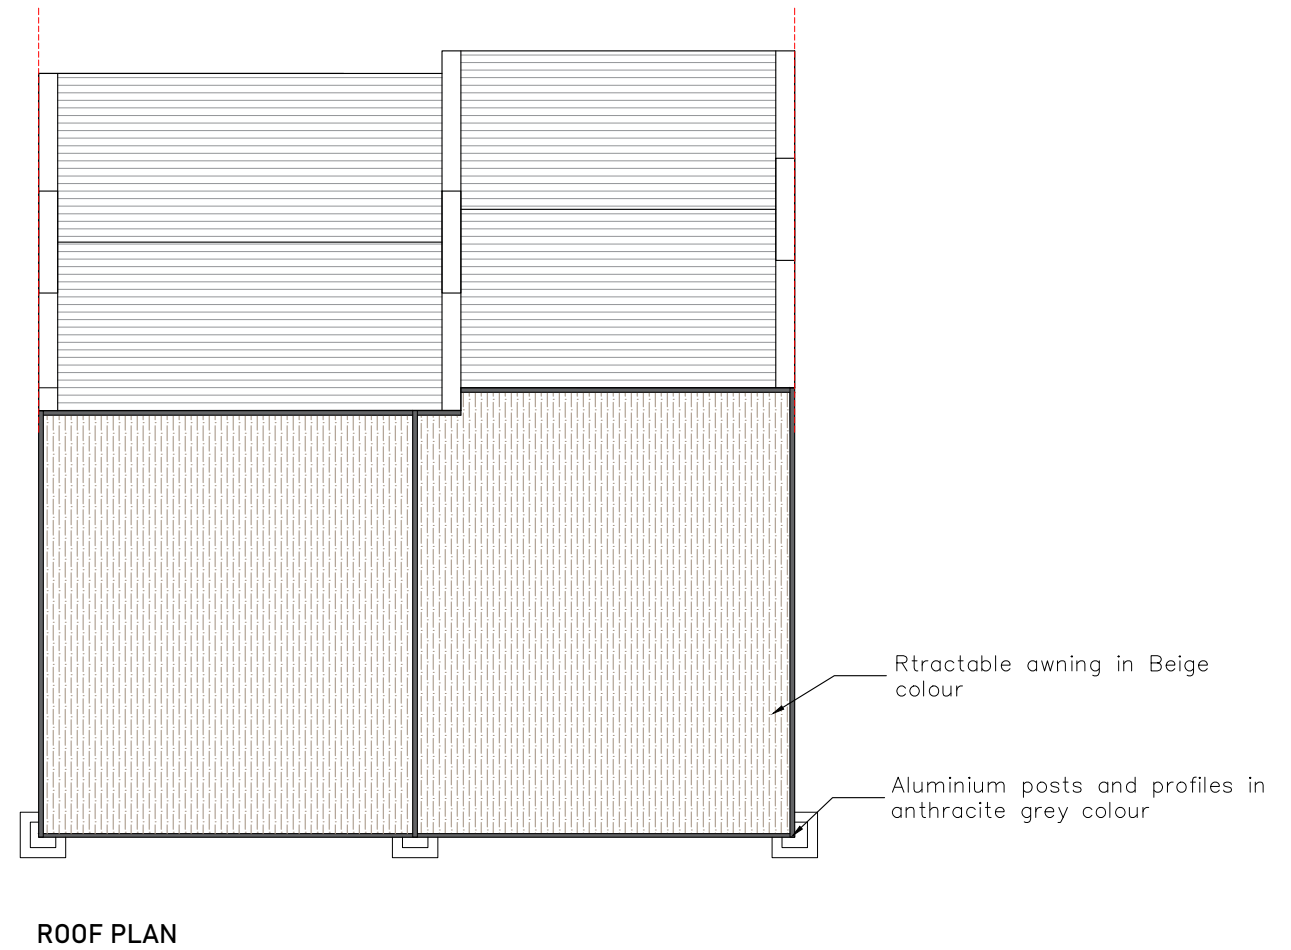 Rtractable awning in Beige
colour
Aluminium posts and profiles in
anthracite grey colour
ROOF PLAN